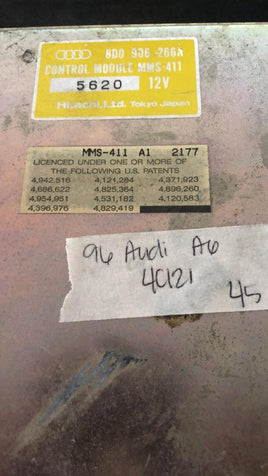 8D0 906 266A
CONTROL MODULE MMS-411
5620 12V
Hitachi, Ltd. Tokyo Japan
MMS-411 A1 2177
LICENCED UNDER ONE OR MORE OF
THE FOLLOWING U.S. PATENTS
4,942,516 4,121,284 4,371,923
4,686,622 4,825,364 4,896,260
4,954,951 4,531,182 4,120,583
4,396,976 4,829,419
96 Audi A6
4C121
45